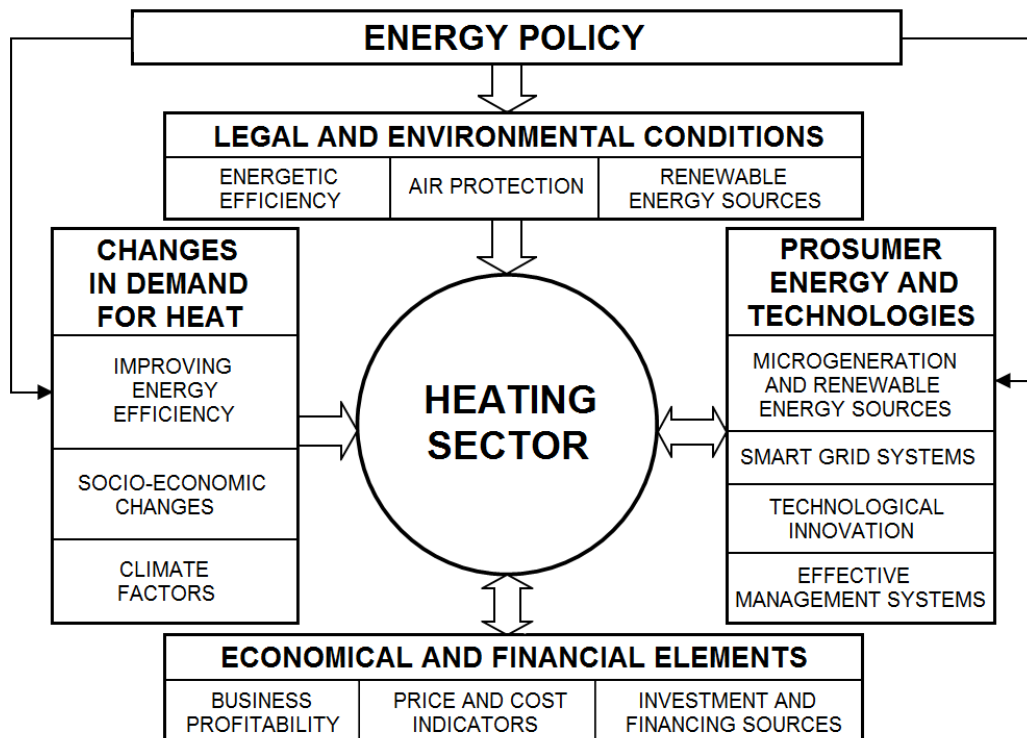 ENERGY POLICY
LEGAL AND ENVIRONMENTAL CONDITIONS
ENERGETIC
EFFICIENCY
AIR PROTECTION
RENEWABLE
ENERGY SOURCES
CHANGES
IN DEMAND
FOR HEAT
IMPROVING
ENERGY
EFFICIENCY
SOCIO-ECONOMIC
CHANGES
CLIMATE
FACTORS
HEATING
SECTOR
PROSUMER
ENERGY AND
TECHNOLOGIES
MICROGENERATION
AND RENEWABLE
ENERGY SOURCES
SMART GRID SYSTEMS
TECHNOLOGICAL
INNOVATION
EFFECTIVE
MANAGEMENT SYSTEMS
ECONOMICAL AND FINANCIAL ELEMENTS
BUSINESS
PROFITABILITY
PRICE AND COST
INDICATORS
INVESTMENT AND
FINANCING SOURCES